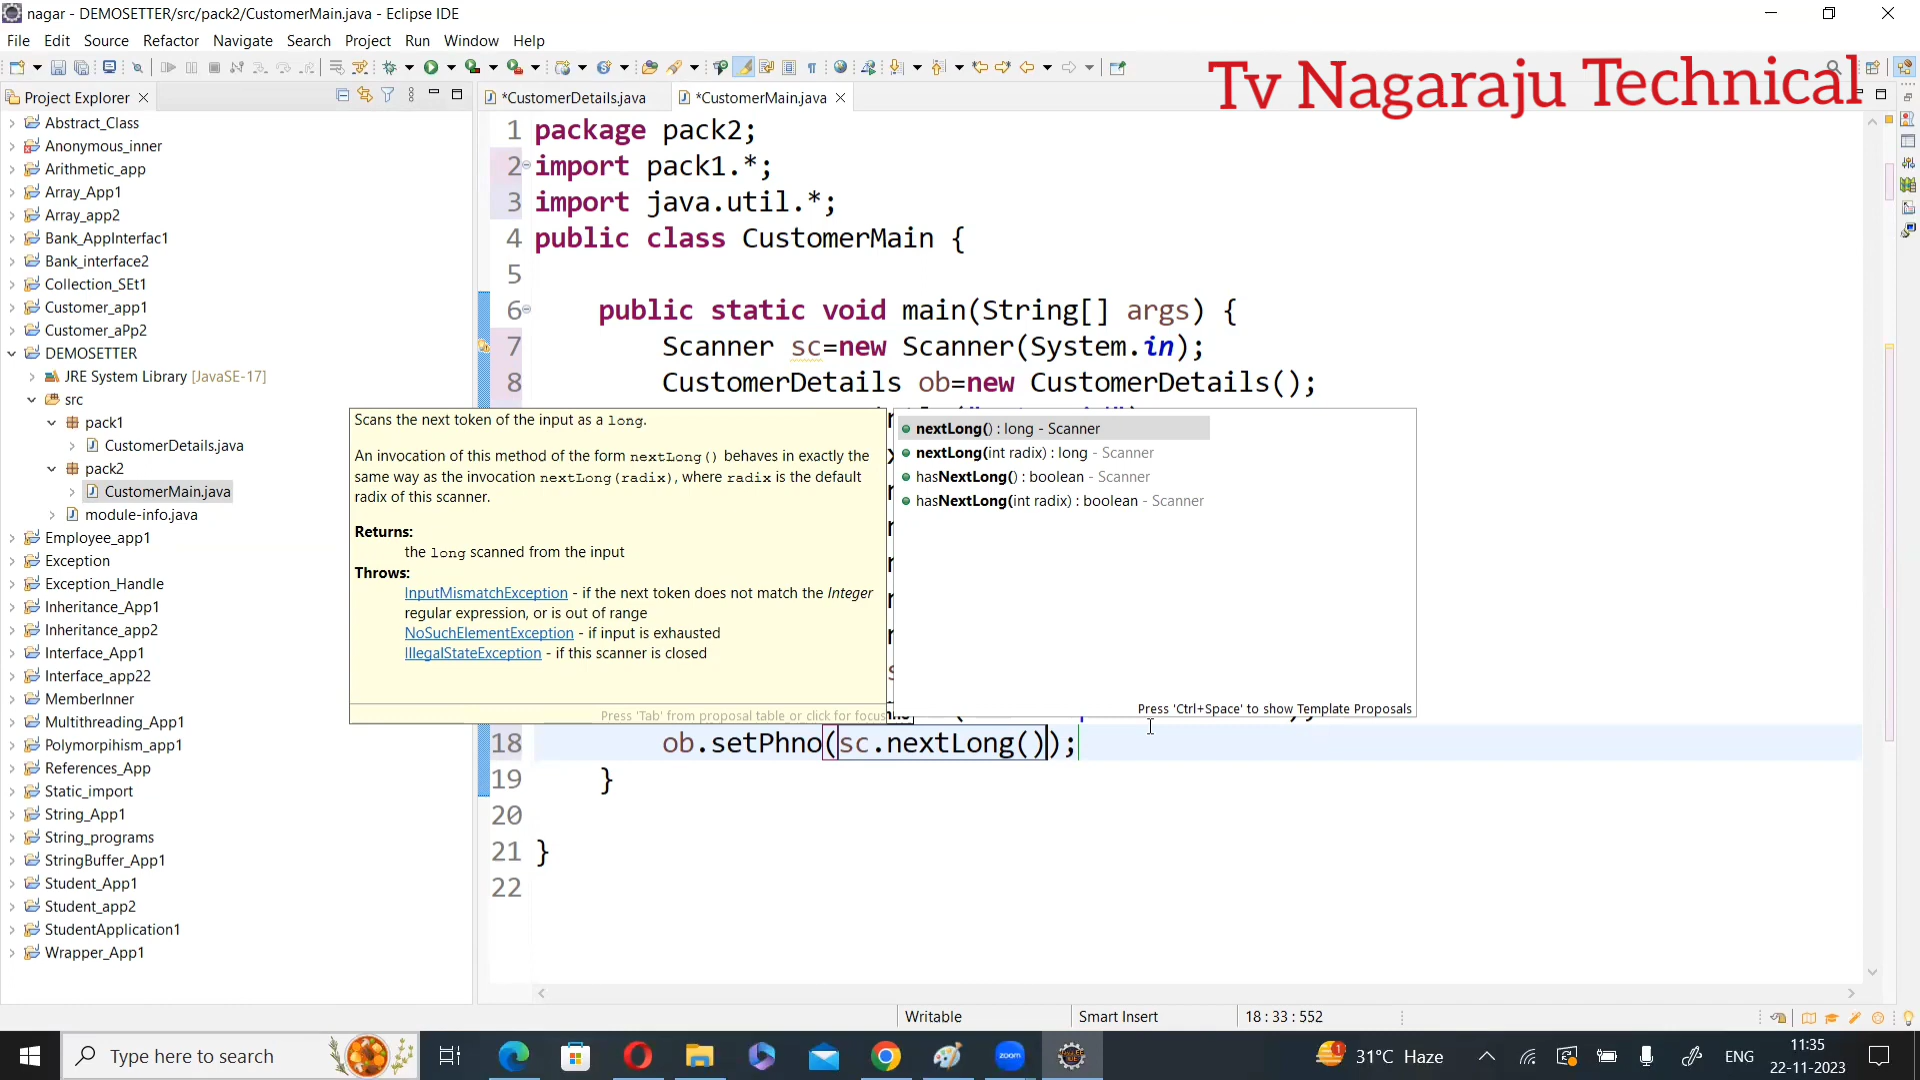 nagar - DEMOSETTER/src/pack2/CustomerMain.java - Eclipse IDE
File Edit Source Refactor Navigate Search Project Run Window Help
Tv Nagaraju Technical
Project Explorer
*CustomerDetails.java
*CustomerMain.java
Abstract_Class
Anonymous_inner
Arithmetic_app
Array_App1
Array_app2
Bank_AppInterfac1
Bank_interface2
Collection_SEt1
Customer_app1
Customer_aPp2
DEMOSETTER
JRE System Library [JavaSE-17]
src
pack1
CustomerDetails.java
pack2
CustomerMain.java
module-info.java
Employee_app1
Exception
Exception_Handle
Inheritance_App1
Inheritance_app2
Interface_App1
Interface_app22
MemberInner
Multithreading_App1
Polymoripihism_app1
References_App
Static_import
String_App1
String_programs
StringBuffer_App1
Student_App1
Student_app2
StudentApplication1
Wrapper_App1
1 package pack2;
2 import pack1.*;
3 import java.util.*;
4 public class CustomerMain {
5
6 public static void main(String[] args) {
7 Scanner sc=new Scanner(System.in);
8 CustomerDetails ob=new CustomerDetails();
Scans the next token of the input as a long.
An invocation of this method of the form nextLong() behaves in exactly the
same way as the invocation nextLong(radix), where radix is the default
radix of this scanner.
Returns:
the long scanned from the input
Throws:
InputMismatchException - if the next token does not match the Integer
regular expression, or is out of range
NoSuchElementException - if input is exhausted
IllegalStateException - if this scanner is closed
Press 'Tab' from proposal table or click for focus
nextLong() : long - Scanner
nextLong(int radix) : long - Scanner
hasNextLong() : boolean - Scanner
hasNextLong(int radix) : boolean - Scanner
Press 'Ctrl+Space' to show Template Proposals
18 ob.setPhno(sc.nextLong());
19 }
20
21 }
22
Writable
Smart Insert
18 : 33 : 552
Type here to search
zoom
31°C Haze
ENG
11:35
22-11-2023